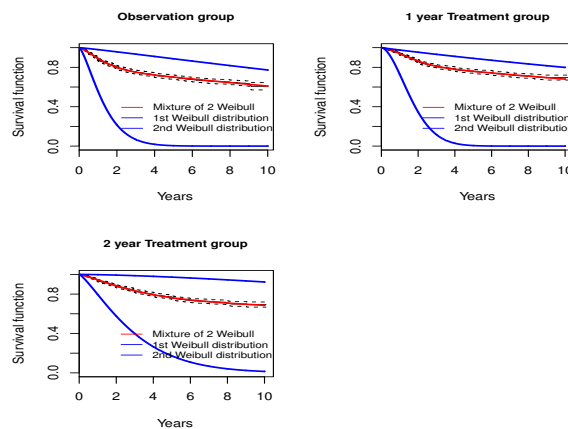 Observation group
Survival function
0.0 0.4 0.8
Mixture of 2 Weibull
1st Weibull distribution
2nd Weibull distribution
0 2 4 6 8 10
Years
1 year Treatment group
Survival function
0.0 0.4 0.8
Mixture of 2 Weibull
1st Weibull distribution
2nd Weibull distribution
0 2 4 6 8 10
Years
2 year Treatment group
Survival function
0.0 0.4 0.8
Mixture of 2 Weibull
1st Weibull distribution
2nd Weibull distribution
0 2 4 6 8 10
Years